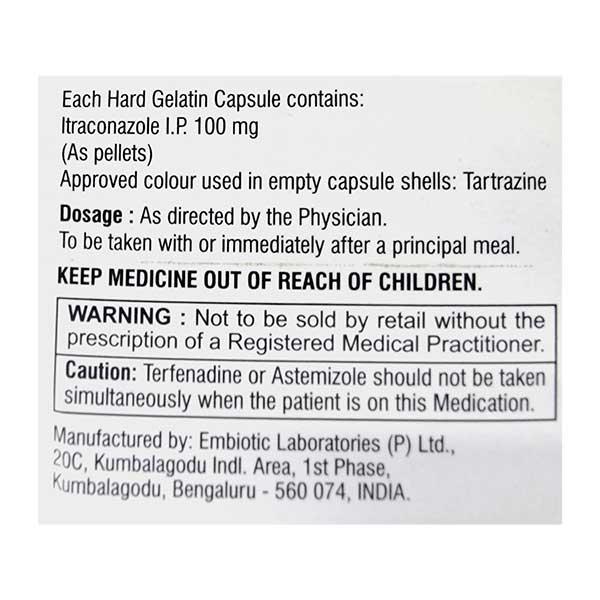 Each Hard Gelatin Capsule contains:
Itraconazole I.P. 100 mg
(As pellets)
Approved colour used in empty capsule shells: Tartrazine
Dosage : As directed by the Physician.
To be taken with or immediately after a principal meal.
KEEP MEDICINE OUT OF REACH OF CHILDREN.
WARNING : Not to be sold by retail without the
prescription of a Registered Medical Practitioner.
Caution: Terfenadine or Astemizole should not be taken
simultaneously when the patient is on this Medication.
Manufactured by: Embiotic Laboratories (P) Ltd.,
20C, Kumbalagodu Indl. Area, 1st Phase,
Kumbalagodu, Bengaluru - 560 074, INDIA.